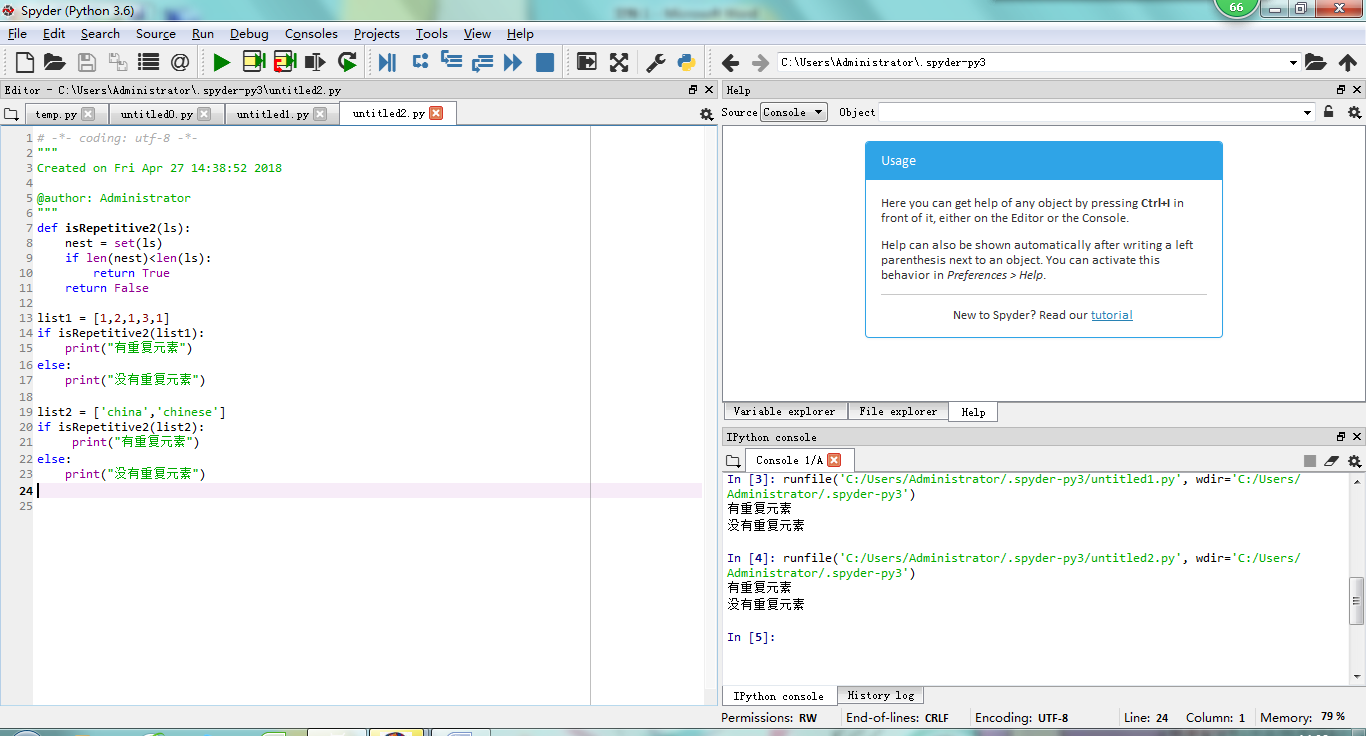 Spyder (Python 3.6)
66
File Edit Search Source Run Debug Consoles Projects Tools View Help
C:\Users\Administrator\.spyder-py3
Editor - C:\Users\Administrator\.spyder-py3\untitled2.py
temp.py untitled0.py untitled1.py untitled2.py
1 # -*- coding: utf-8 -*-
2 """
3 Created on Fri Apr 27 14:38:52 2018
4
5 @author: Administrator
6 """
7 def isRepetitive2(ls):
8     nest = set(ls)
9     if len(nest)<len(ls):
10         return True
11     return False
12
13 list1 = [1,2,1,3,1]
14 if isRepetitive2(list1):
15     print("有重复元素")
16 else:
17     print("没有重复元素")
18
19 list2 = ['china','chinese']
20 if isRepetitive2(list2):
21      print("有重复元素")
22 else:
23     print("没有重复元素")
24
25
Help
Source Console Object
Usage
Here you can get help of any object by pressing Ctrl+I in
front of it, either on the Editor or the Console.
Help can also be shown automatically after writing a left
parenthesis next to an object. You can activate this
behavior in Preferences > Help.
New to Spyder? Read our tutorial
Variable explorer File explorer Help
IPython console
Console 1/A
In [3]: runfile('C:/Users/Administrator/.spyder-py3/untitled1.py', wdir='C:/Users/
Administrator/.spyder-py3')
有重复元素
没有重复元素
In [4]: runfile('C:/Users/Administrator/.spyder-py3/untitled2.py', wdir='C:/Users/
Administrator/.spyder-py3')
有重复元素
没有重复元素
In [5]:
IPython console History log
Permissions: RW End-of-lines: CRLF Encoding: UTF-8 Line: 24 Column: 1 Memory: 79 %